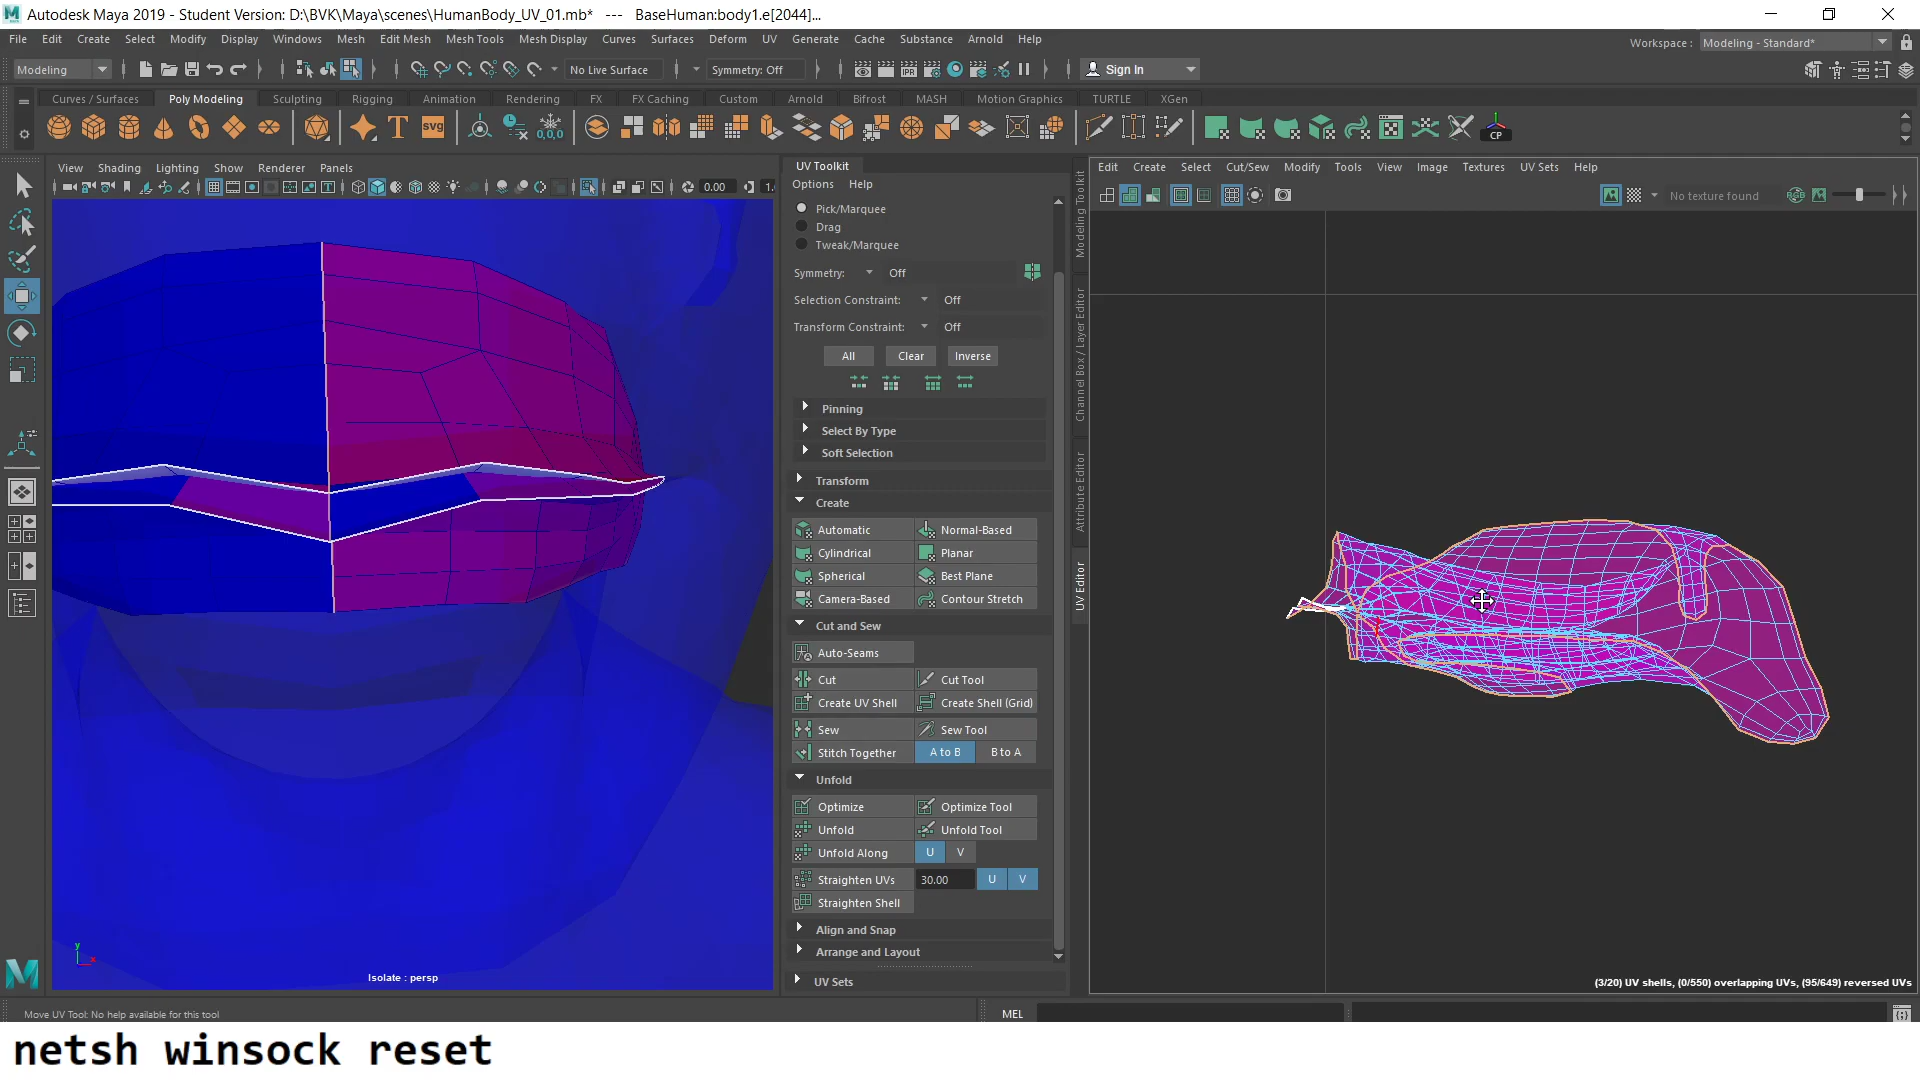 Autodesk Maya 2019 - Student Version: D:\BVK\Maya\scenes\HumanBody_UV_01.mb* --- BaseHuman:body1.e[2044]...
File Edit Create Select Modify Display Windows Mesh Edit Mesh Mesh Tools Mesh Display Curves Surfaces Deform UV Generate Cache Substance Arnold Help
Workspace : Modeling - Standard*
Modeling No Live Surface Symmetry: Off Sign In
Curves / Surfaces Poly Modeling Sculpting Rigging Animation Rendering FX FX Caching Custom Arnold Bifrost MASH Motion Graphics TURTLE XGen
T SVG 0,0,0 CP
View Shading Lighting Show Renderer Panels
0.00
Isolate : persp
y
x
UV Toolkit
Options Help
Pick/Marquee
Drag
Tweak/Marquee
Symmetry: Off
Selection Constraint: Off
Transform Constraint: Off
All Clear Inverse
Pinning
Select By Type
Soft Selection
Transform
Create
Automatic Normal-Based
Cylindrical Planar
Spherical Best Plane
Camera-Based Contour Stretch
Cut and Sew
Auto-Seams
Cut Cut Tool
Create UV Shell Create Shell (Grid)
Sew Sew Tool
Stitch Together A to B B to A
Unfold
Optimize Optimize Tool
Unfold Unfold Tool
Unfold Along U V
Straighten UVs 30.00 U V
Straighten Shell
Align and Snap
Arrange and Layout
UV Sets
Modeling Toolkit
Channel Box / Layer Editor
Attribute Editor
UV Editor
Edit Create Select Cut/Sew Modify Tools View Image Textures UV Sets Help
No texture found
(3/20) UV shells, (0/550) overlapping UVs, (95/649) reversed UVs
Move UV Tool: No help available for this tool
MEL
netsh winsock reset